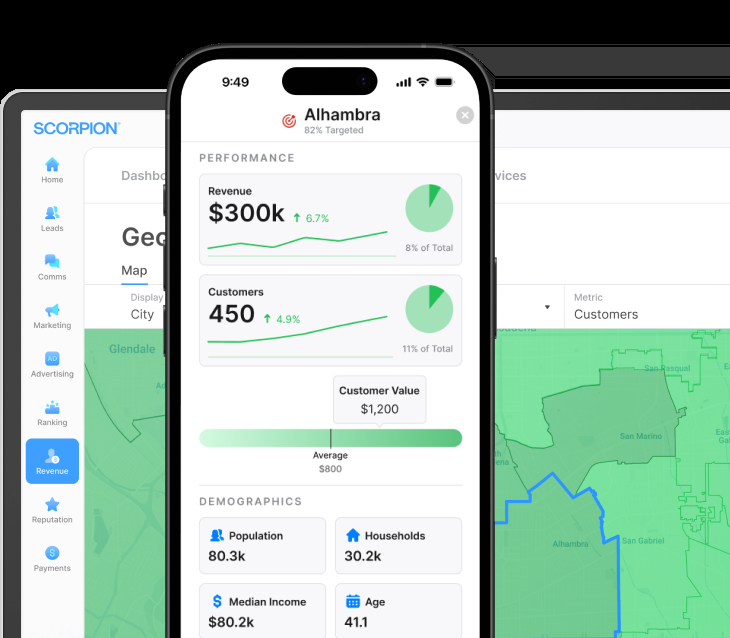 9:49
Alhambra
82% Targeted
PERFORMANCE
Revenue
$300k
6.7%
8% of Total
Customers
450
4.9%
11% of Total
Customer Value
$1,200
Average
$800
DEMOGRAPHICS
Population
80.3k
Households
30.2k
Median Income
$80.2k
Age
41.1
SCORPION®
Home
Leads
Comms
Marketing
AD
Advertising
Ranking
Revenue
Reputation
Payments
Map
Display
City
Metric
Customers
Glendale
San Pasqual
San Marino
Alhambra
San Gabriel